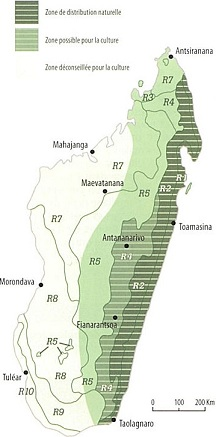 Zone de distribution naturelle
Zone possible pour la culture
Zone déconseillée pour la culture
Antsiranana
R7
R3
R4
Mahajanga
R7
R1
Maevatanana
R5
R2
R7
Toamasina
Antananarivo
R4
R5
Morondava
R8
Fianarantsoa
R5
Tuléar
R8
R5
R4
R10
R9
Taolagnaro
0 100 200 Km